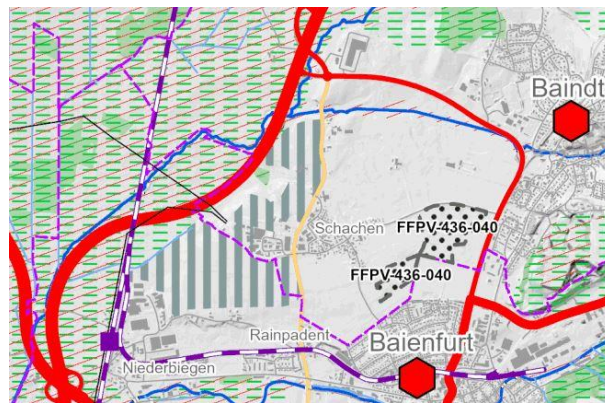 Baindt
Schachen
FFPV-436-040
FFPV-436-040
Rainpadent
Baienfurt
Niederbiegen